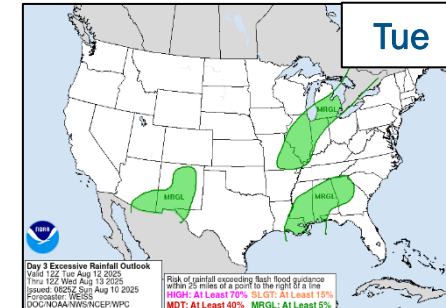 Tue
MRGL
MRGL
MRGL
noaa
Day 3 Excessive Rainfall Outlook
Valid 12Z Tue Aug 12 2025
Thru 12Z Wed Aug 13 2025
Issued: 0825Z Sun Aug 10 2025
Forecaster: WEISS
DOC/NOAA/NWS/NCEP/WPC
Risk of rainfall exceeding flash flood guidance
within 25 miles of a point to the right of a line
HIGH: At Least 70% SLGT: At Least 15%
MDT: At Least 40% MRGL: At Least 5%